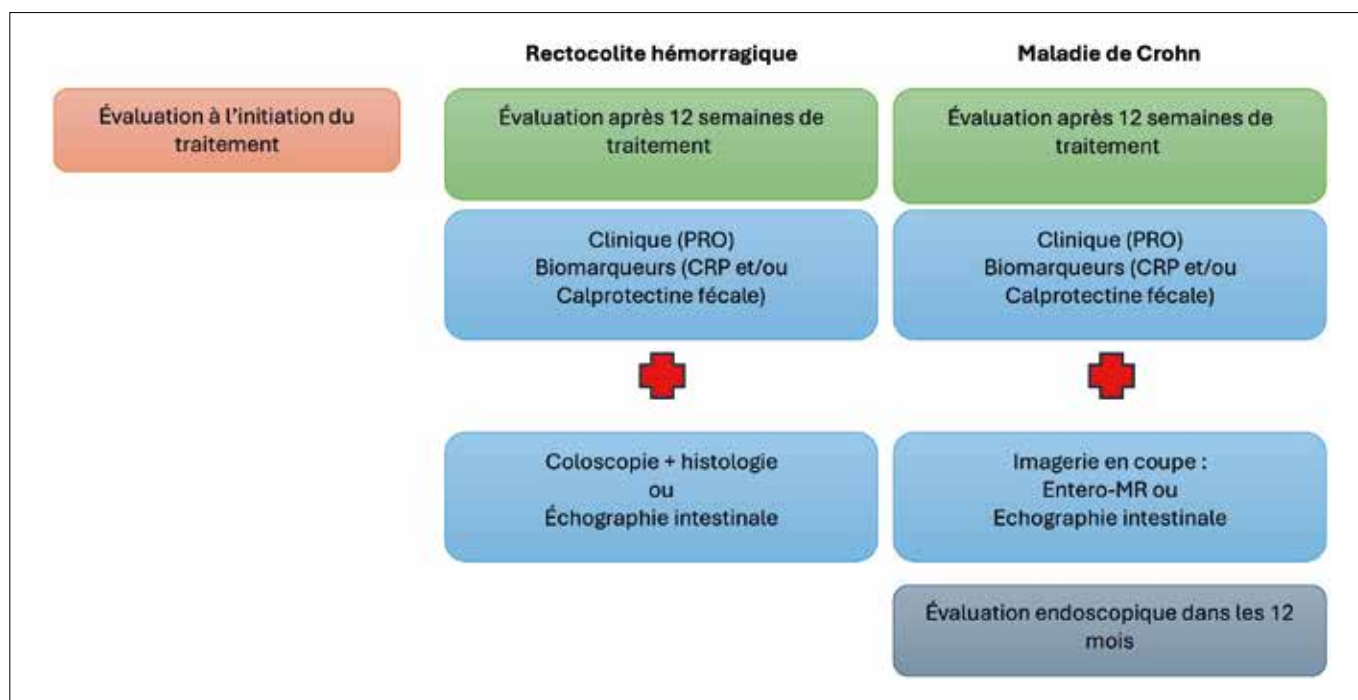 Rectocolite hémorragique
Maladie de Crohn
Évaluation à l'initiation du
traitement
Évaluation après 12 semaines de
traitement
Évaluation après 12 semaines de
traitement
Clinique (PRO)
Biomarqueurs (CRP et/ou
Calprotectine fécale)
Clinique (PRO)
Biomarqueurs (CRP et/ou
Calprotectine fécale)
Coloscopie + histologie
ou
Échographie intestinale
Imagerie en coupe :
Entero-MR ou
Echographie intestinale
Évaluation endoscopique dans les 12
mois